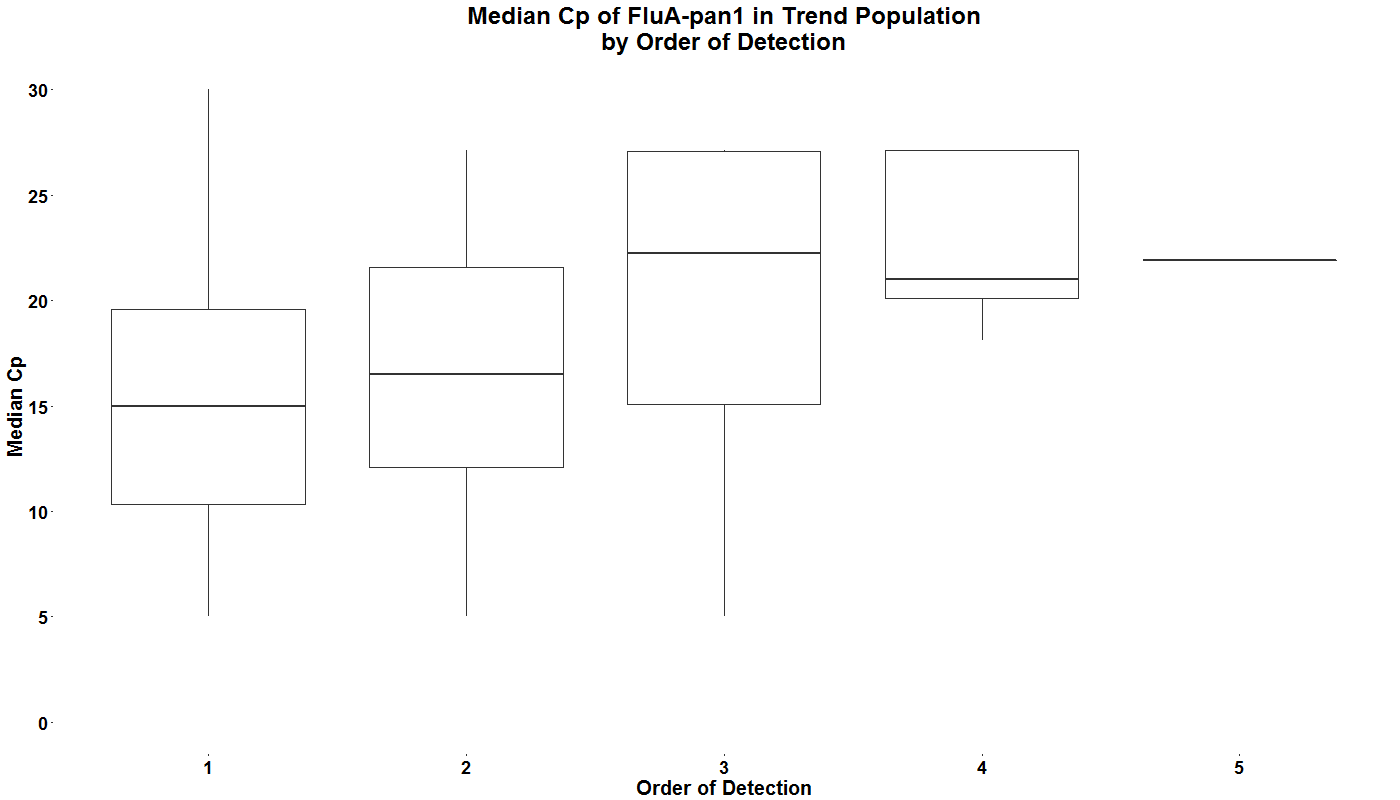 Median Cp of FluA-pan1 in Trend Population
by Order of Detection
30
25
20
15
10
5
0
Median Cp
1 2 3 4 5
Order of Detection